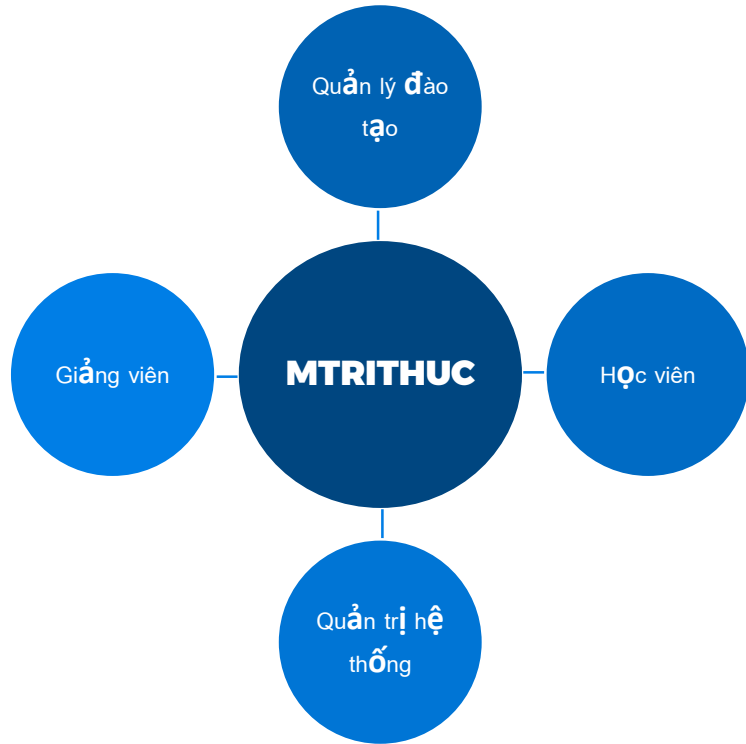 Quản lý đào
tạo
Giảng viên
MTRITHUC
Học viên
Quản trị hệ
thống